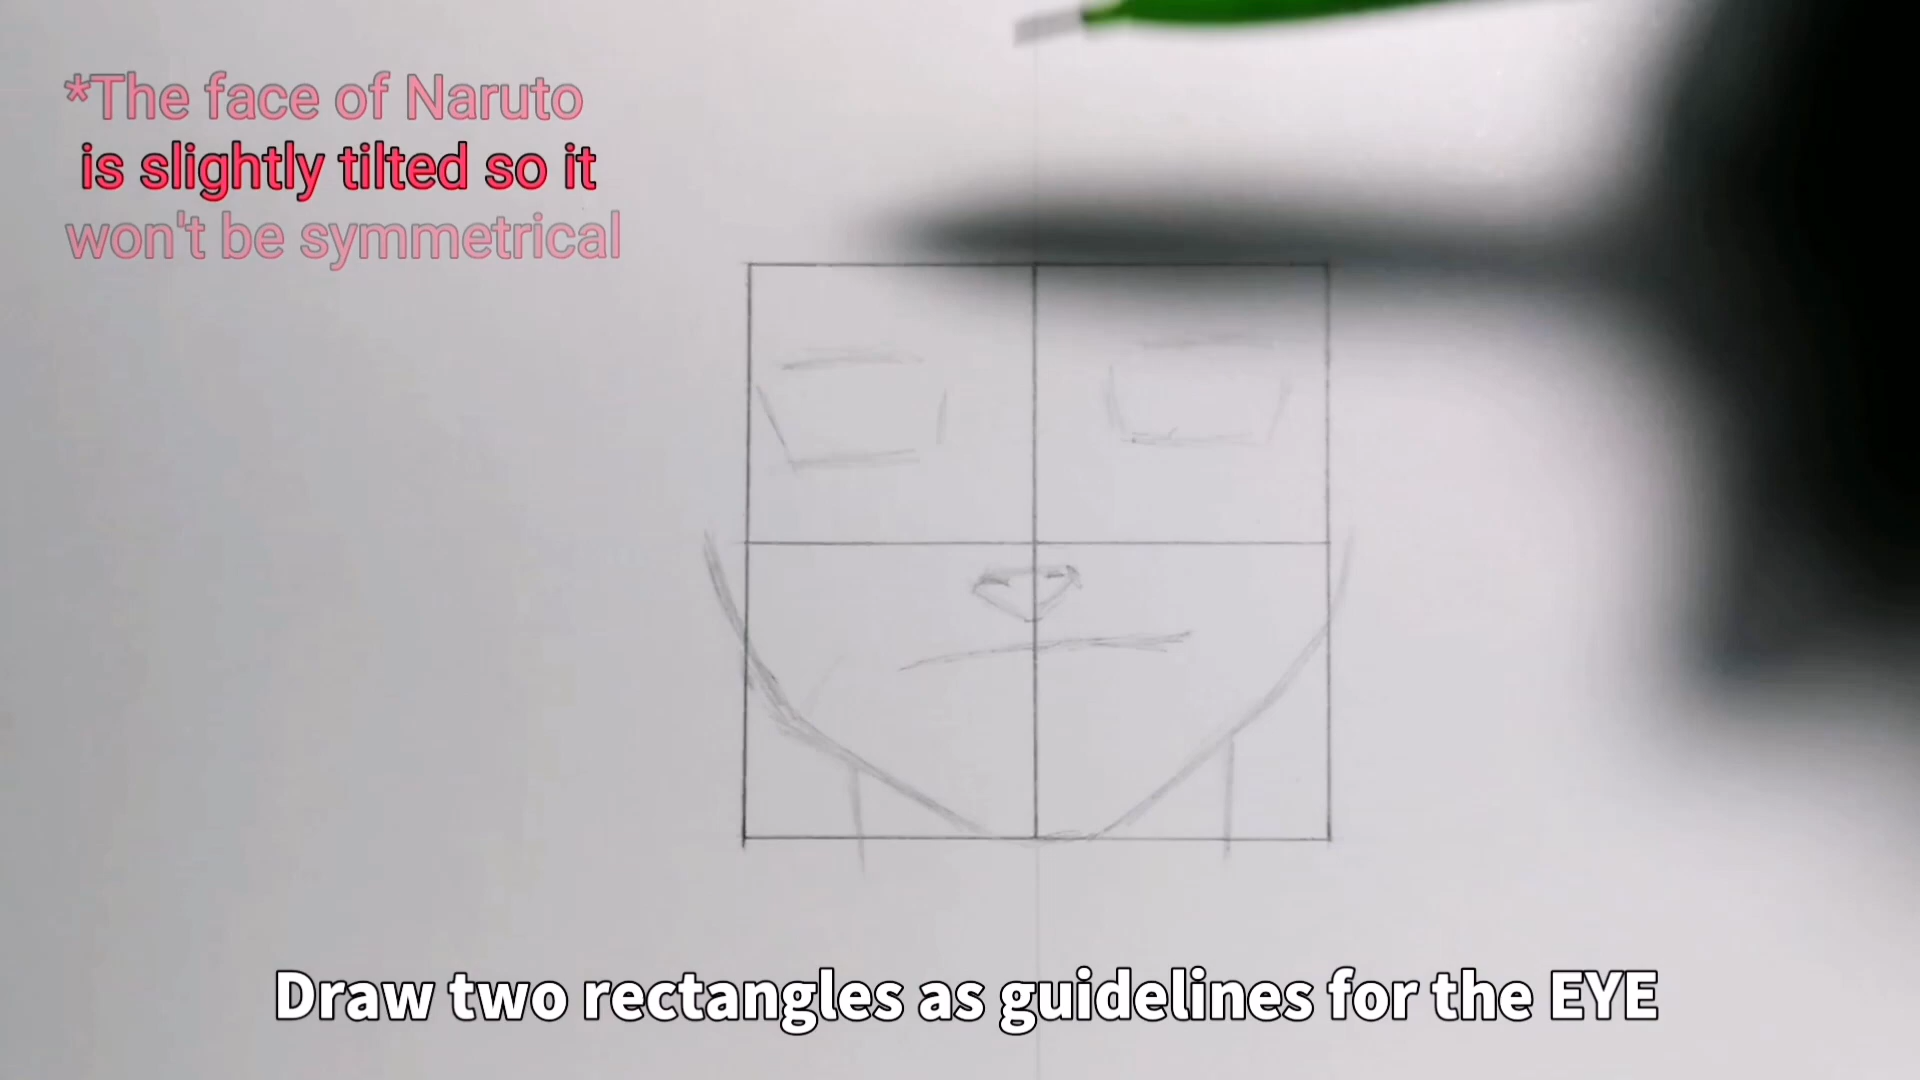 *The face of Naruto
is slightly tilted so it
won't be symmetrical
Draw two rectangles as guidelines for the EYE